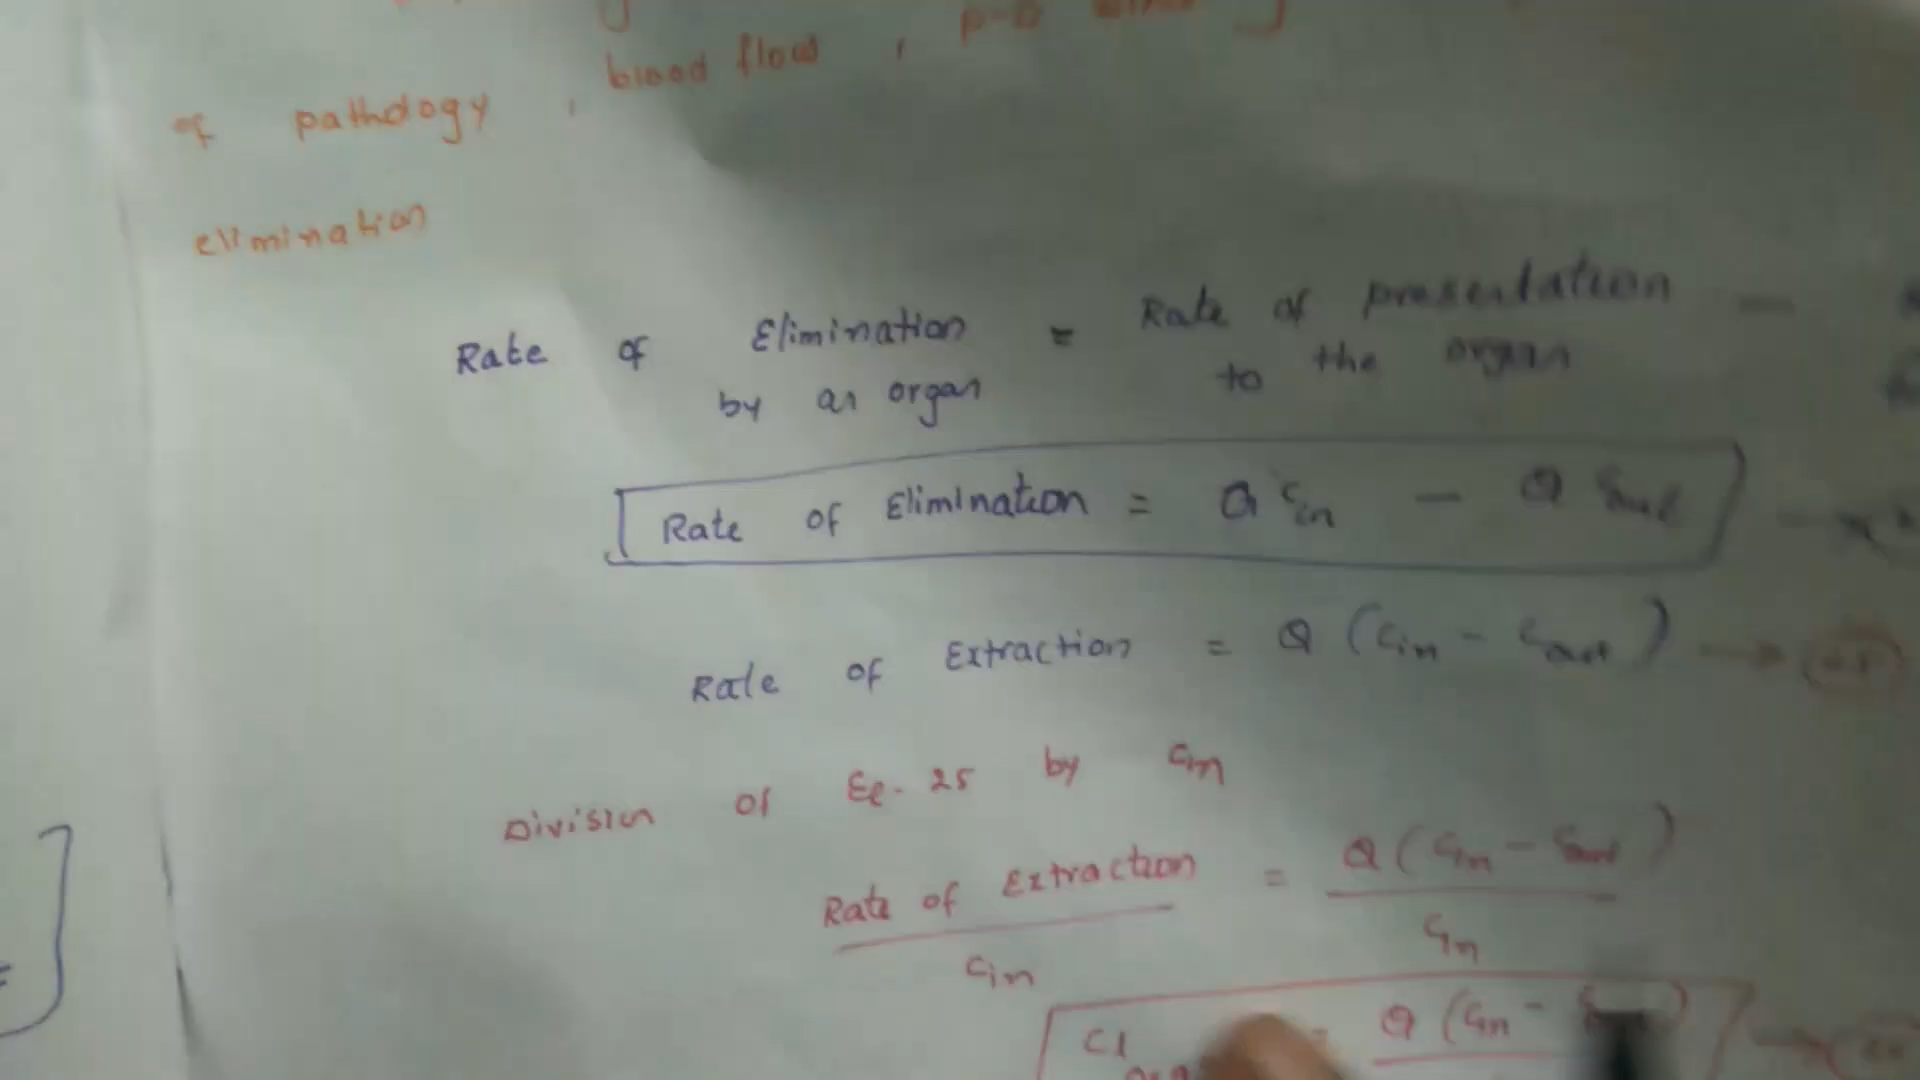 blood flow ,
of pathology ,
elimination
Rate of Elimination = Rate of presentation —
by an organ to the organ
Rate of Elimination = Q Cin — Q Cout
Rate of Extraction = Q (Cin - Cout) →
Division of Eq. 25 by Cin
Rate of Extraction = Q (Cin - Cout)
Cin Cin
Cl = Q (Cin -